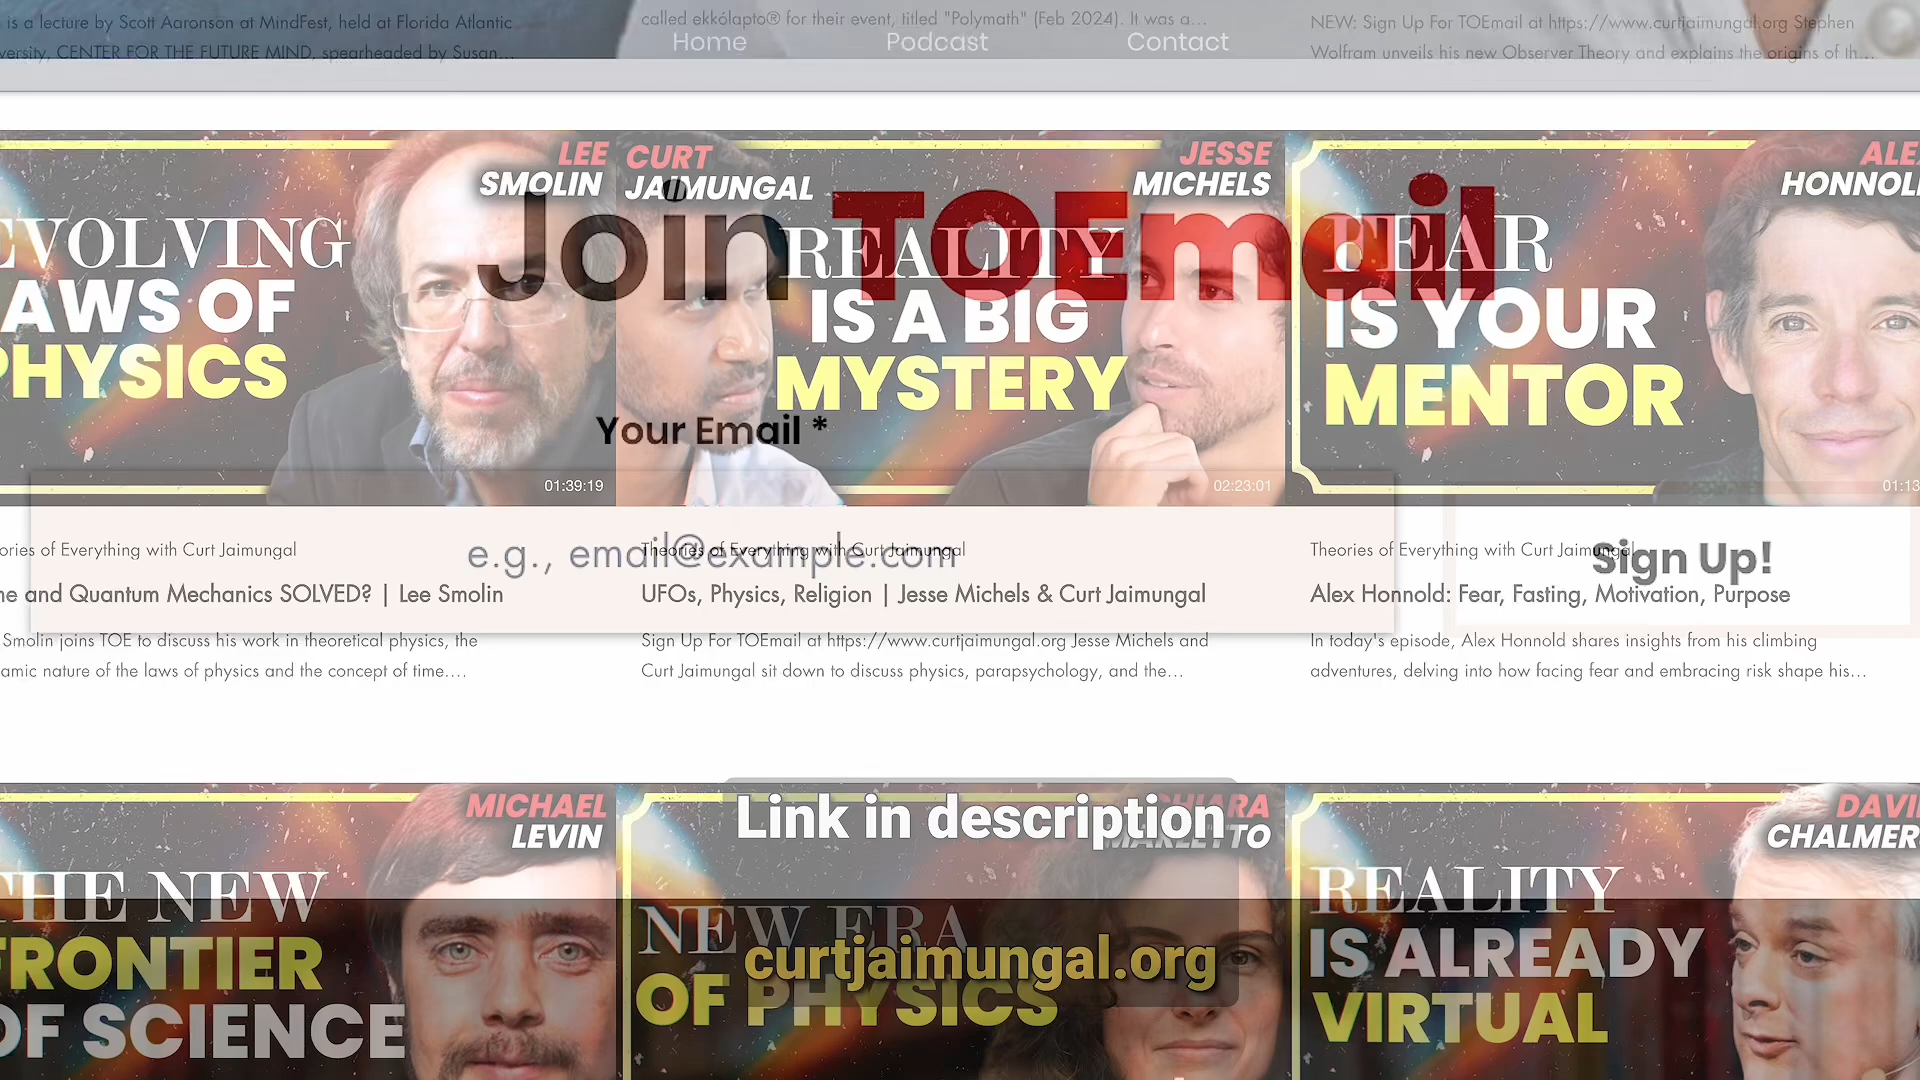 is a lecture by Scott Aaronson at MindFest, held at Florida Atlantic
versity, CENTER FOR THE FUTURE MIND, spearheaded by Susan...
called ekkólapto® for their event, titled "Polymath" (Feb 2024). It was a...
NEW: Sign Up For TOEmail at https://www.curtjaimungal.org Stephen
Wolfram unveils his new Observer Theory and explains the origins of th...
Home Podcast Contact
LEE
SMOLIN
EVOLVING
LAWS OF
PHYSICS
01:39:19
CURT
JAIMUNGAL
JESSE
MICHELS
REALITY
IS A BIG
MYSTERY
02:23:01
ALE
HONNOL
FEAR
IS YOUR
MENTOR
01:13
Join TOEmail
Your Email *
e.g., email@example.com
Sign Up!
ories of Everything with Curt Jaimungal
me and Quantum Mechanics SOLVED? | Lee Smolin
Smolin joins TOE to discuss his work in theoretical physics, the
amic nature of the laws of physics and the concept of time....
Theories of Everything with Curt Jaimungal
UFOs, Physics, Religion | Jesse Michels & Curt Jaimungal
Sign Up For TOEmail at https://www.curtjaimungal.org Jesse Michels and
Curt Jaimungal sit down to discuss physics, parapsychology, and the...
Theories of Everything with Curt Jaimungal
Alex Honnold: Fear, Fasting, Motivation, Purpose
In today's episode, Alex Honnold shares insights from his climbing
adventures, delving into how facing fear and embracing risk shape his...
MICHAEL
LEVIN
THE NEW
FRONTIER
OF SCIENCE
CHIARA
MARLETTO
NEW ERA
OF PHYSICS
DAVI
CHALMER
REALITY
IS ALREADY
VIRTUAL
Link in description
curtjaimungal.org